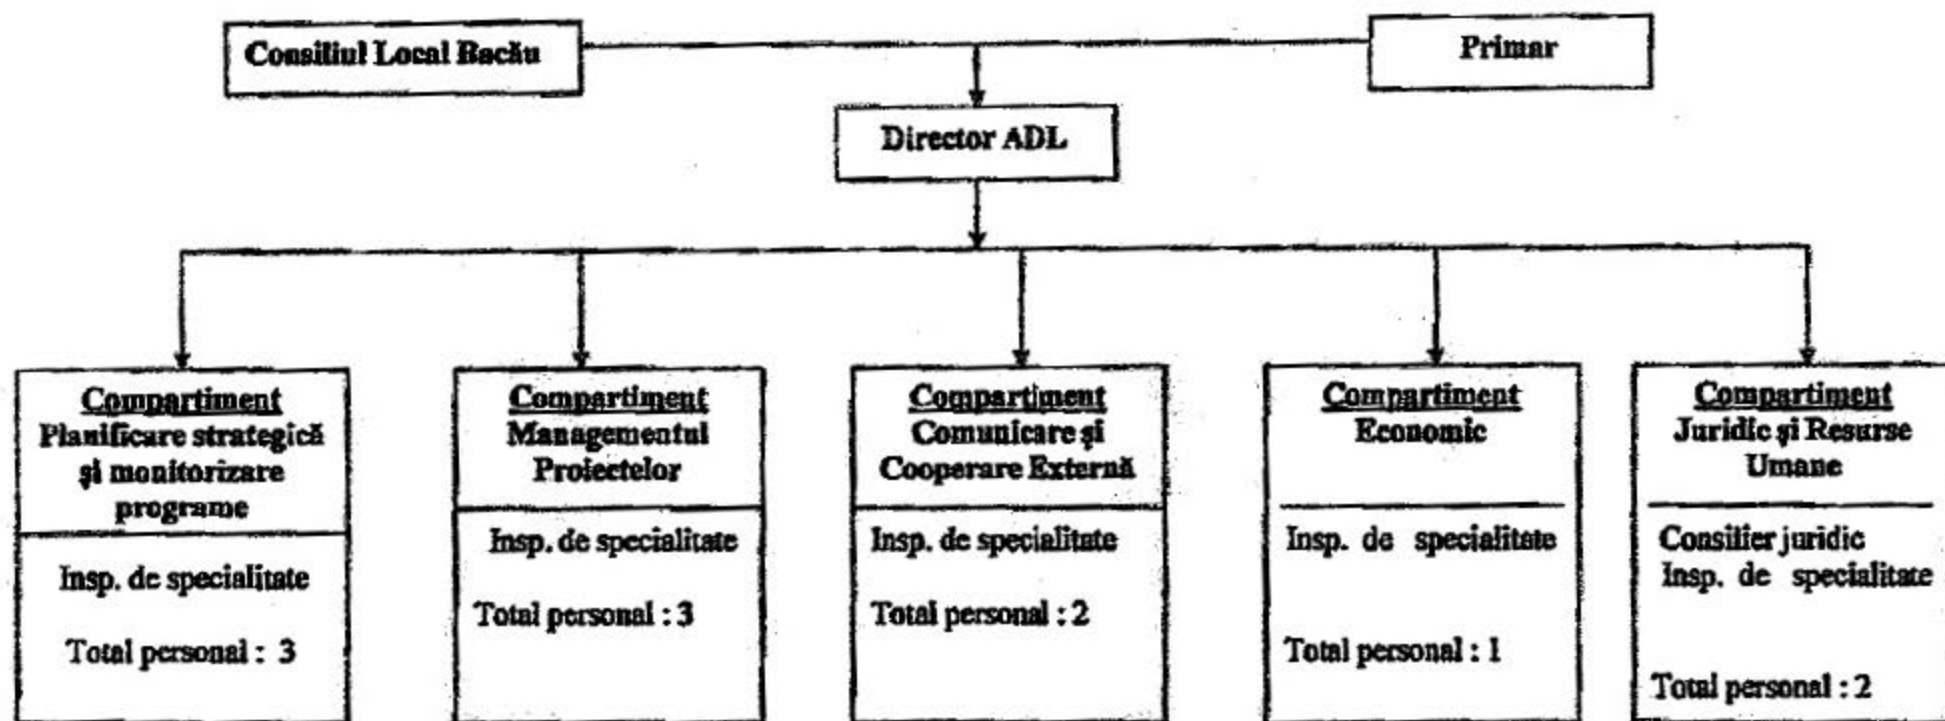 Consiliul Local Bacău
Primar
Director ADL
Compartiment
Planificare strategică
și monitorizare
programe
Insp. de specialitate
Total personal : 3
Compartiment
Managementul
Proiectelor
Insp. de specialitate
Total personal : 3
Compartiment
Comunicare și
Cooperare Externă
Insp. de specialitate
Total personal : 2
Compartiment
Economic
Insp. de specialitate
Total personal : 1
Compartiment
Juridic și Resurse
Umane
Consilier juridic
Insp. de specialitate
Total personal : 2